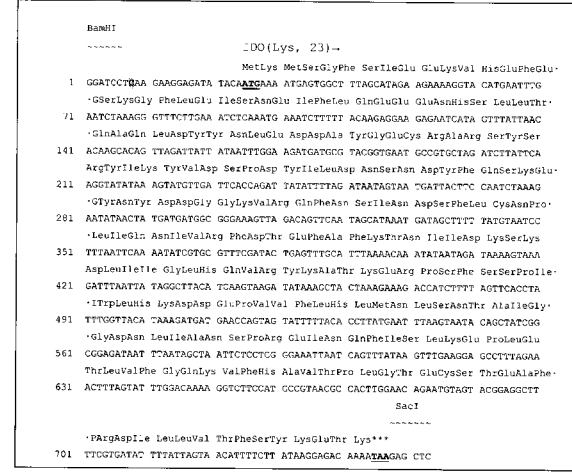 BamHI
~~~~~~ IDO(Lys, 23)→
MetLys MetSerGlyPhe SerIleGlu GluLysVal HisGluPheGlu·
1 GGATCCTCAA GAAGGAGATA TACAATGAAA ATGAGTGGCT TTAGCATAGA AGAAAAGGTA CATGAATTTG
·GSerLysGly PheLeuGlu IleSerAsnGlu IlePheLeu GlnGluGlu GluAsnHisSer LeuLeuThr·
71 AATCTAAAGG GTTTCTTGAA ATCTCAAATG AAATCTTTTT ACAAGAGGAA GAGAATCATA GTTTATTAAC
·GlnAlaGln LeuAspTyrTyr AsnLeuGlu AspAspAla TyrGlyGluCys ArgAlaArg SerTyrSer
141 ACAAGCACAG TTAGATTATT ATAATTTGGA AGATGATGCG TACGGTGAAT GCCGTGCTAG ATCTTATTCA
ArgTyrIleLys TyrValAsp SerProAsp TyrIleLeuAsp AsnSerAsn AspTyrPhe GlnSerLysGlu·
211 AGGTATATAA AGTATGTTGA TTCACCAGAT TATATTTTAG ATAATAGTAA TGATTACTTC CAATCTAAAG
·GTyrAsnTyr AspAspGly GlyLysValArg GlnPheAsn SerIleAsn AspSerPheLeu CysAsnPro·
281 AATATAACTA TGATGATGGC GGGAAAGTTA GACAGTTCAA TAGCATAAAT GATAGCTTTT TATGTAATCC
·LeuIleGln AsnIleValArg PheAspThr GluPheAla PheLysThrAsn IleIleAsp LysSerLys
351 TTTAATTCAA AATATCGTGC GTTTCGATAC TGAGTTTGCA TTTAAAACAA ATATAATAGA TAAAAGTAAA
AspLeuIleIle GlyLeuHis GlnValArg TyrLysAlaThr LysGluArg ProSerPhe SerSerProIle·
421 GATTTAATTA TAGGCTTACA TCAAGTAAGA TATAAAGCTA CTAAAGAAAG ACCATCTTTT AGTTCACCTA
·ITrpLeuHis LysAspAsp GluProValVal PheLeuHis LeuMetAsn LeuSerAsnThr AlaIleGly·
491 TTTGGTTACA TAAAGATGAT GAACCAGTAG TATTTTTACA CCTTATGAAT TTAAGTAATA CAGCTATCGG
·GlyAspAsn LeuIleAlaAsn SerProArg GluIleAsn GlnPheIleSer LeuLysGlu ProLeuGlu
561 CGGAGATAAT TTAATAGCTA ATTCTCCTCG GGAAATTAAT CAGTTTATAA GTTTGAAGGA GCCTTTAGAA
ThrLeuValPhe GlyGlnLys ValPheHis AlaValThrPro LeuGlyThr GluCysSer ThrGluAlaPhe·
631 ACTTTAGTAT TTGGACAAAA GGTCTTCCAT GCCGTAACGC CACTTGGAAC AGAATGTAGT ACGGAGGCTT
SacI
~~~~~~~
·PArgAspIle LeuLeuVal ThrPheSerTyr LysGluThr Lys***
701 TTCGTGATAT TTTATTAGTA ACATTTTCTT ATAAGGAGAC AAAATAAGAG CTC